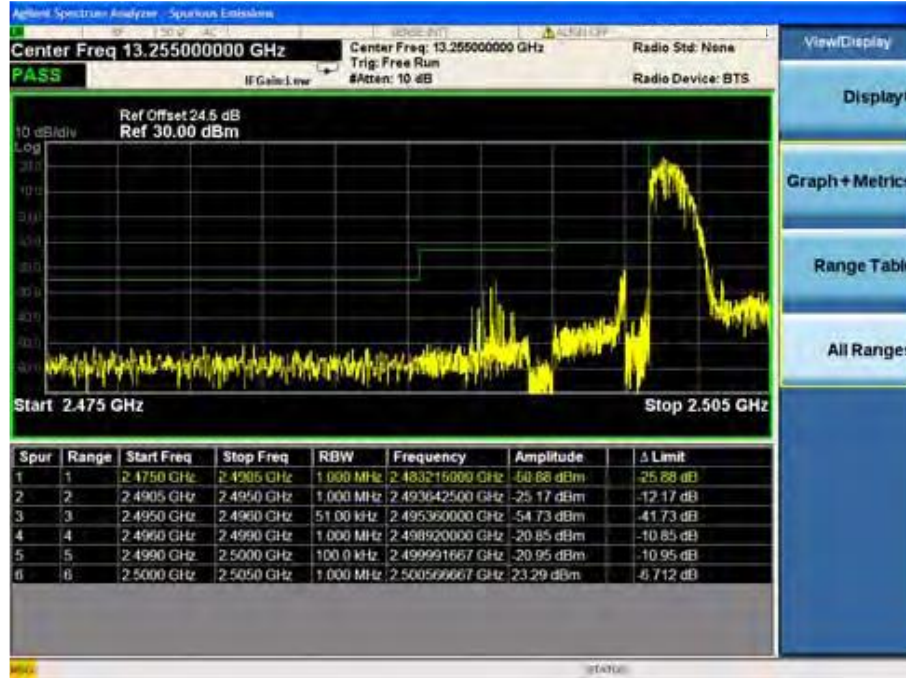 Agilent Spectrum Analyzer - Spurious Emissions
RF 50 Ω AC SENSE:INT ALIGN OFF
Center Freq 13.255000000 GHz
Center Freq: 13.255000000 GHz
Radio Std: None
Trig: Free Run
PASS
IFGain:Low
#Atten: 10 dB
Radio Device: BTS
Ref Offset 24.5 dB
10 dB/div Ref 30.00 dBm
Log
Start 2.475 GHz
Stop 2.505 GHz
Spur Range Start Freq Stop Freq RBW Frequency Amplitude Δ Limit
1 1 2.4750 GHz 2.4905 GHz 1.000 MHz 2.483215000 GHz -50.88 dBm -25.88 dB
2 2 2.4905 GHz 2.4950 GHz 1.000 MHz 2.493642500 GHz -25.17 dBm -12.17 dB
3 3 2.4950 GHz 2.4960 GHz 51.00 kHz 2.495360000 GHz -54.73 dBm -41.73 dB
4 4 2.4960 GHz 2.4990 GHz 1.000 MHz 2.498920000 GHz -20.85 dBm -10.85 dB
5 5 2.4990 GHz 2.5000 GHz 100.0 kHz 2.499991667 GHz -20.95 dBm -10.95 dB
6 6 2.5000 GHz 2.5050 GHz 1.000 MHz 2.500566667 GHz 23.29 dBm -6.712 dB
View/Display
Display
Graph + Metrics
Range Table
All Ranges
MSG
STATUS